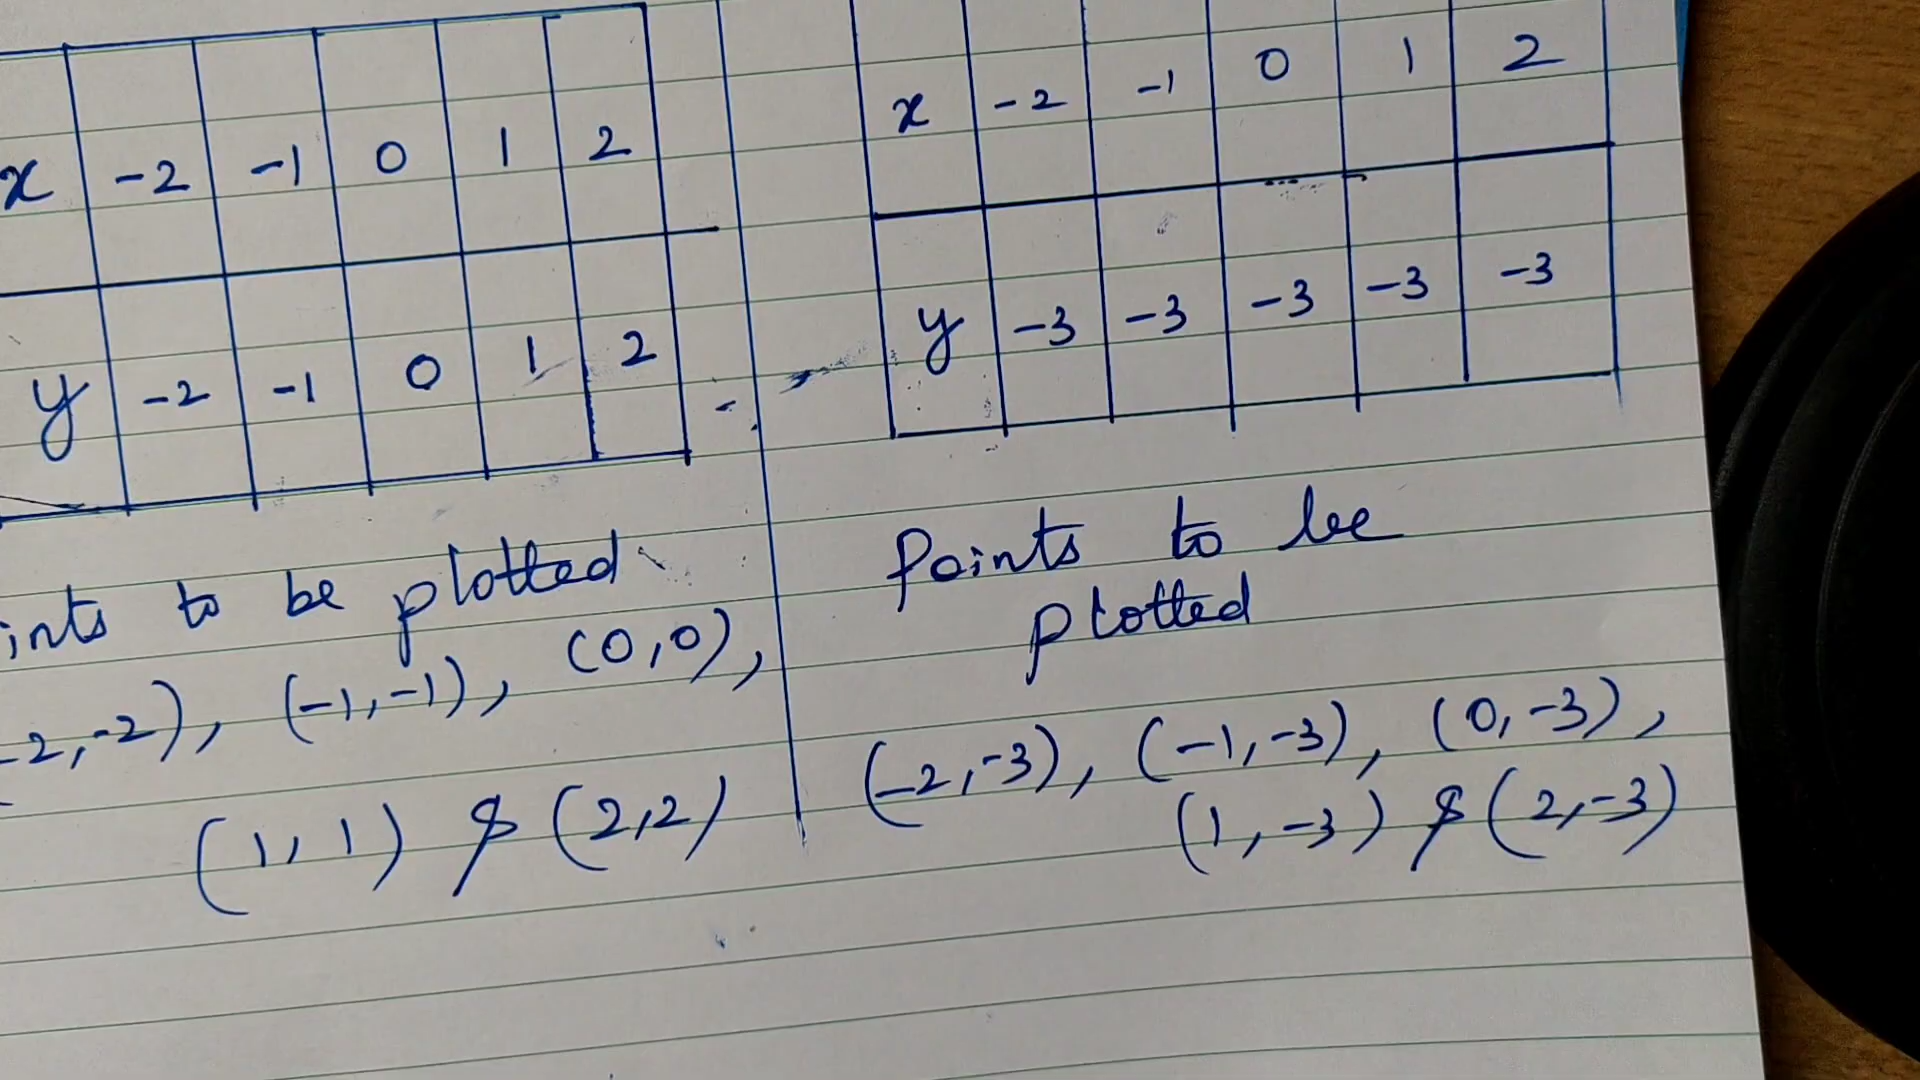 x -2 -1 0 1 2
y -2 -1 0 1 2
ints to be plotted
-2,-2), (-1,-1), (0,0),
(1,1) & (2,2)
x -2 -1 0 1 2
y -3 -3 -3 -3 -3
Points to be
plotted
(-2,-3), (-1,-3), (0,-3),
(1,-3) & (2,-3)